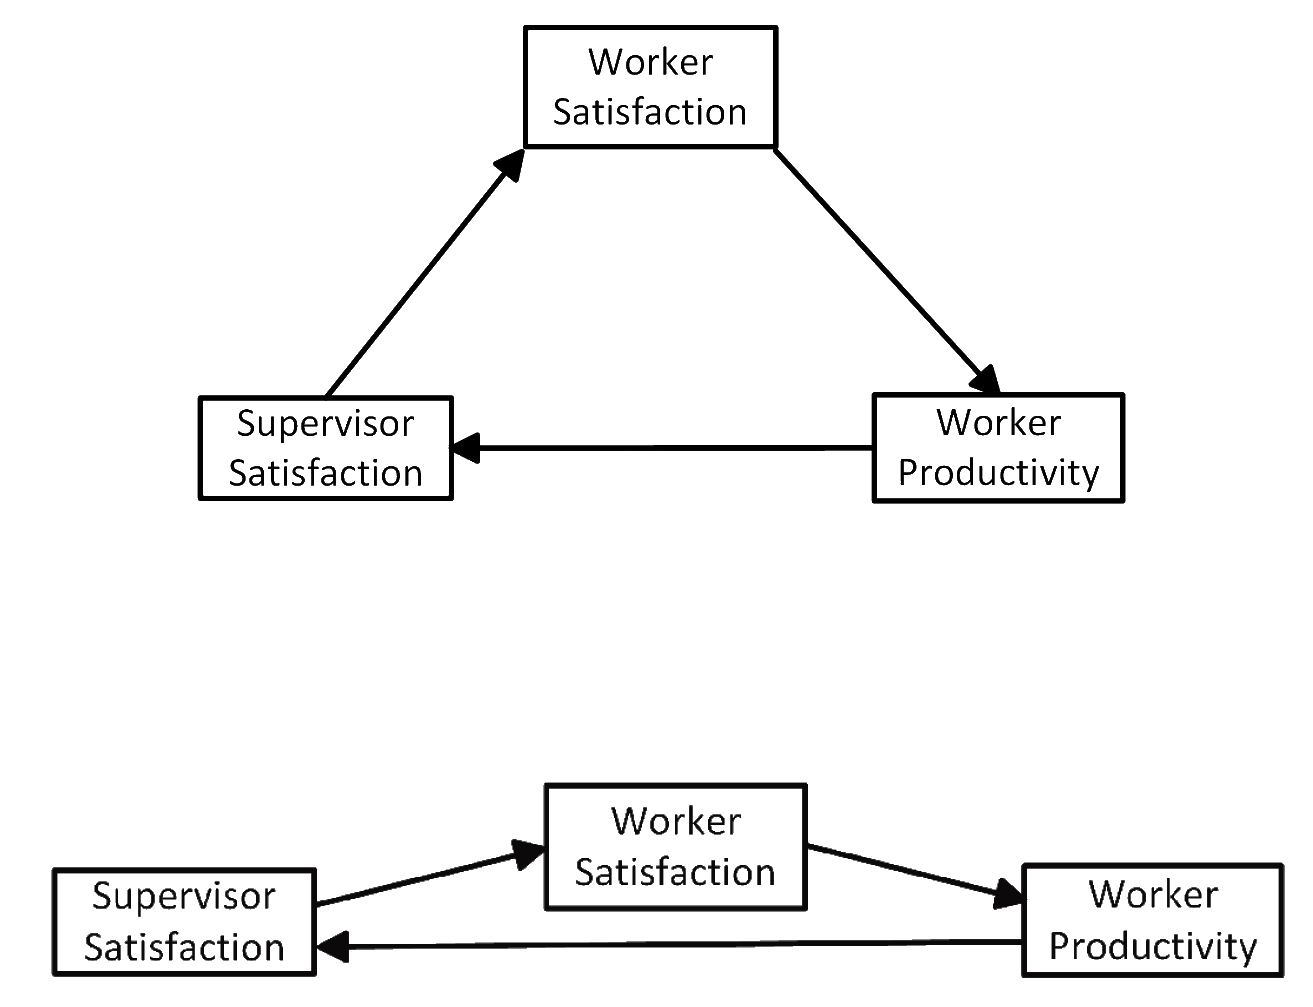 Worker
Satisfaction
Supervisor
Satisfaction
Worker
Productivity
Worker
Satisfaction
Supervisor
Satisfaction
Worker
Productivity